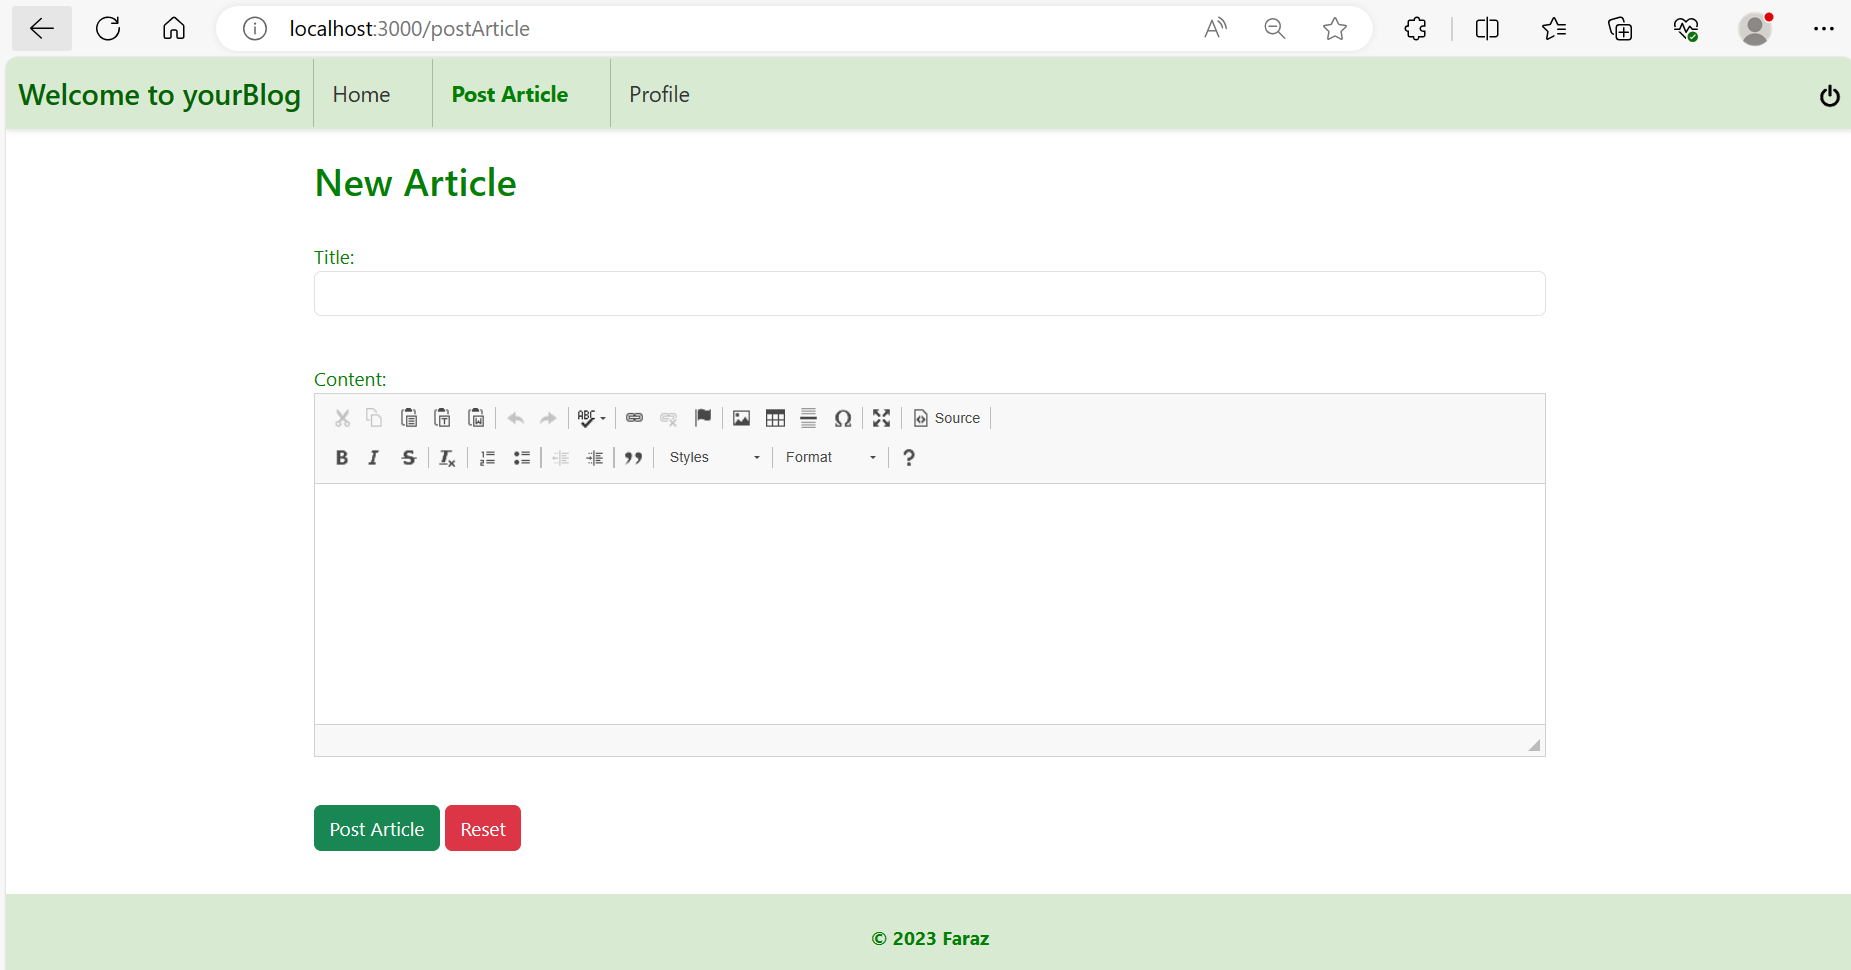 localhost:3000/postArticle
Welcome to yourBlog Home Post Article Profile
New Article
Title:
Content:
Source
Styles Format
Post Article Reset
© 2023 Faraz